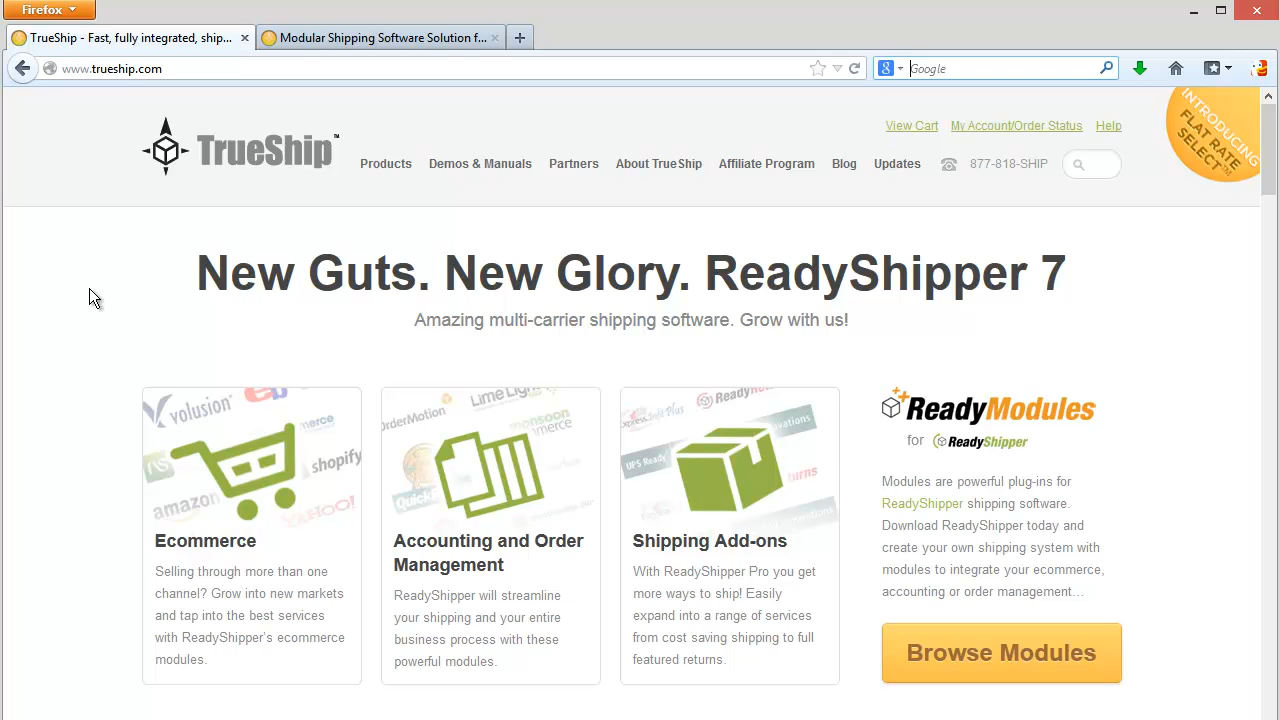 Firefox
TrueShip - Fast, fully integrated, ship...
Modular Shipping Software Solution f...
www.trueship.com
Google
View Cart
My Account/Order Status
Help
INTRODUCING
FLAT RATE
SELECT™
TrueShip™
Products
Demos & Manuals
Partners
About TrueShip
Affiliate Program
Blog
Updates
877-818-SHIP
New Guts. New Glory. ReadyShipper 7
Amazing multi-carrier shipping software. Grow with us!
volusion
shopify
amazon
YAHOO!
Ecommerce
Selling through more than one
channel? Grow into new markets
and tap into the best services
with ReadyShipper's ecommerce
modules.
OrderMotion
Lime Light
monsoon
Accounting and Order
Management
ReadyShipper will streamline
your shipping and your entire
business process with these
powerful modules.
UPS Ready
Shipping Add-ons
With ReadyShipper Pro you get
more ways to ship! Easily
expand into a range of services
from cost saving shipping to full
featured returns.
ReadyModules
for ReadyShipper
Modules are powerful plug-ins for
ReadyShipper shipping software.
Download ReadyShipper today and
create your own shipping system with
modules to integrate your ecommerce,
accounting or order management…
Browse Modules